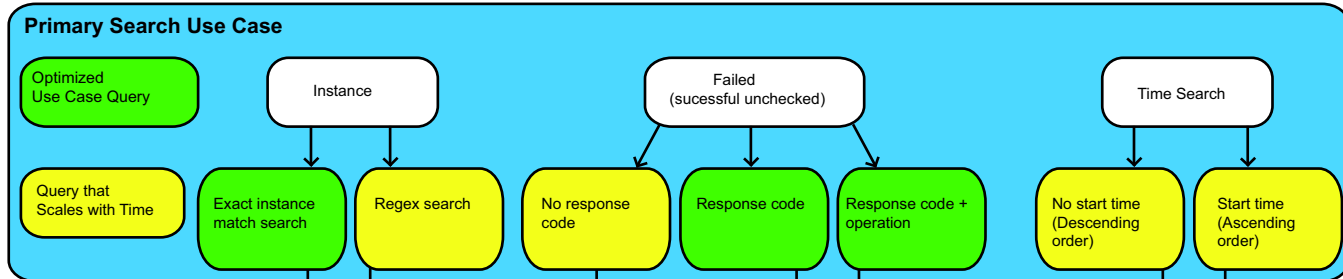 Primary Search Use Case
Optimized
Use Case Query
Instance
Failed
(sucessful unchecked)
Time Search
Query that
Scales with Time
Exact instance
match search
Regex search
No response
code
Response code
Response code +
operation
No start time
(Descending
order)
Start time
(Ascending
order)